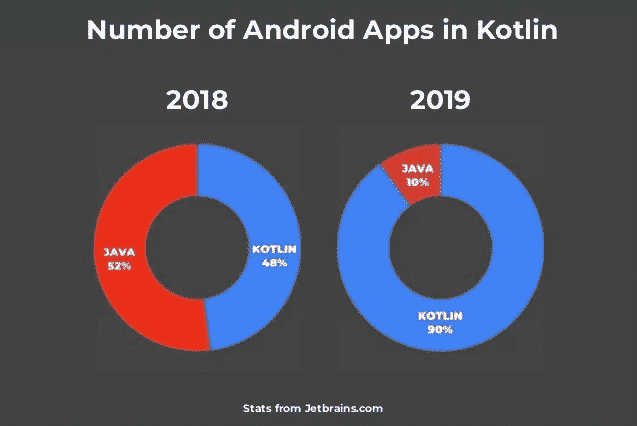 Number of Android Apps in Kotlin
2018
2019
JAVA
52%
KOTLIN
48%
JAVA
10%
KOTLIN
90%
Stats from Jetbrains.com